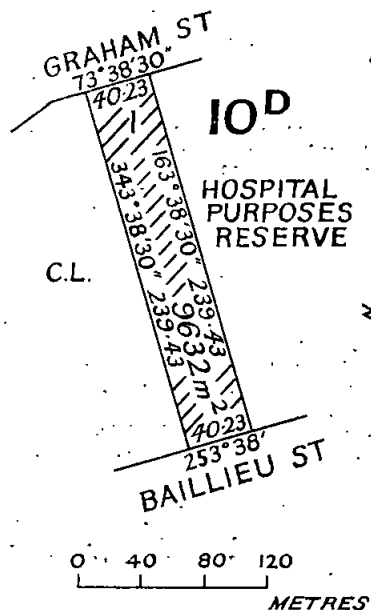 GRAHAM ST
73°38'30"
40·23
1
10D
163°38'30"
343°38'30"
HOSPITAL
PURPOSES
RESERVE
C.L.
239·43
239·43
9632m2
N
40·23
253°38'
BAILLIEU ST
0 40 80 120
METRES